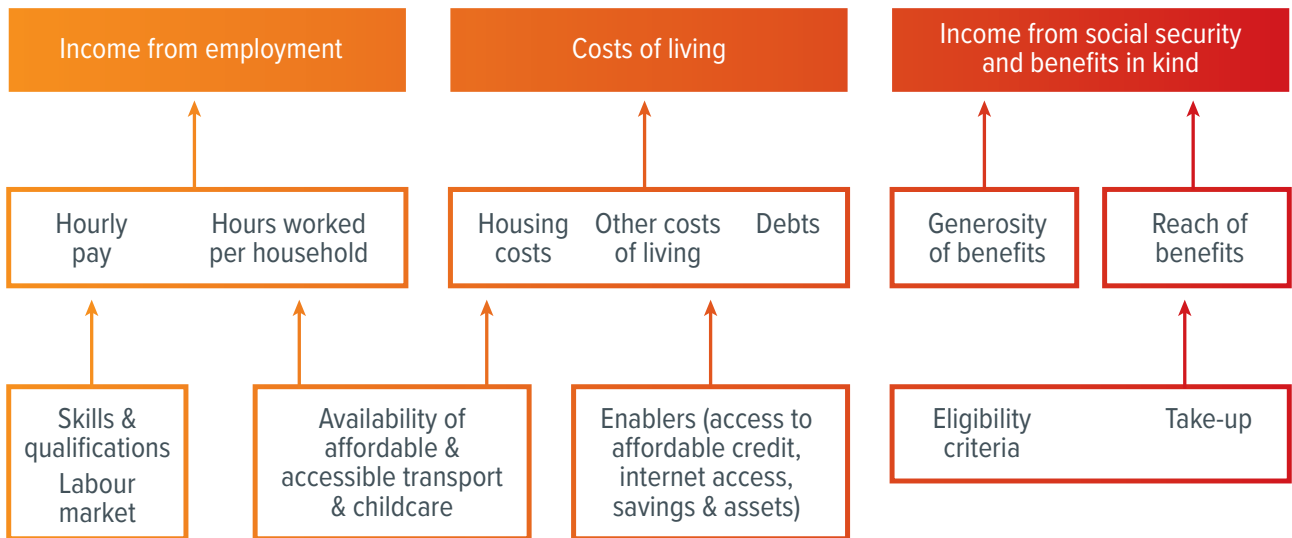 Income from employment
Costs of living
Income from social security
and benefits in kind
Hourly
pay
Hours worked
per household
Housing
costs
Other costs
of living
Debts
Generosity
of benefits
Reach of
benefits
Skills &
qualifications
Labour
market
Availability of
affordable &
accessible transport
& childcare
Enablers (access to
affordable credit,
internet access,
savings & assets)
Eligibility
criteria
Take-up